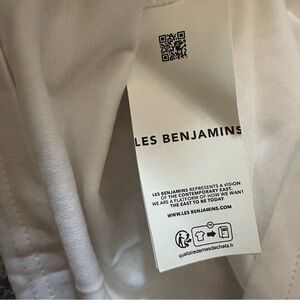 LES BENJAMINS
LES BENJAMINS REPRESENTS A VISION
OF THE CONTEMPORARY EAST.
WE ARE A PLATFORM OF HOW WE WANT
THE EAST TO BE TODAY.
WWW.LES BENJAMINS.COM
quefairedemesdechets.fr